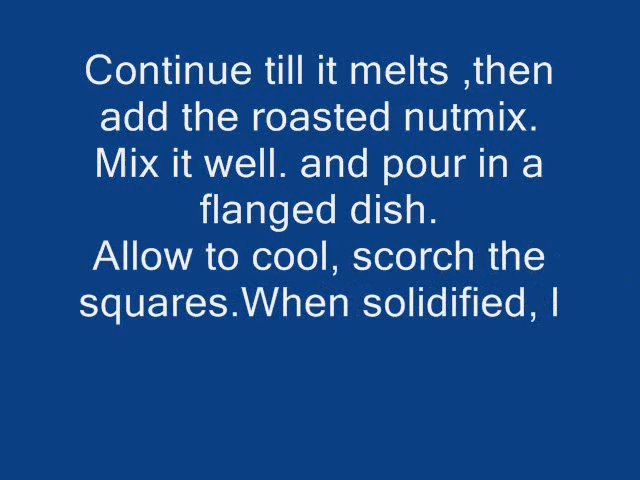 Continue till it melts ,then
add the roasted nutmix.
Mix it well. and pour in a
flanged dish.
Allow to cool, scorch the
squares.When solidified, l